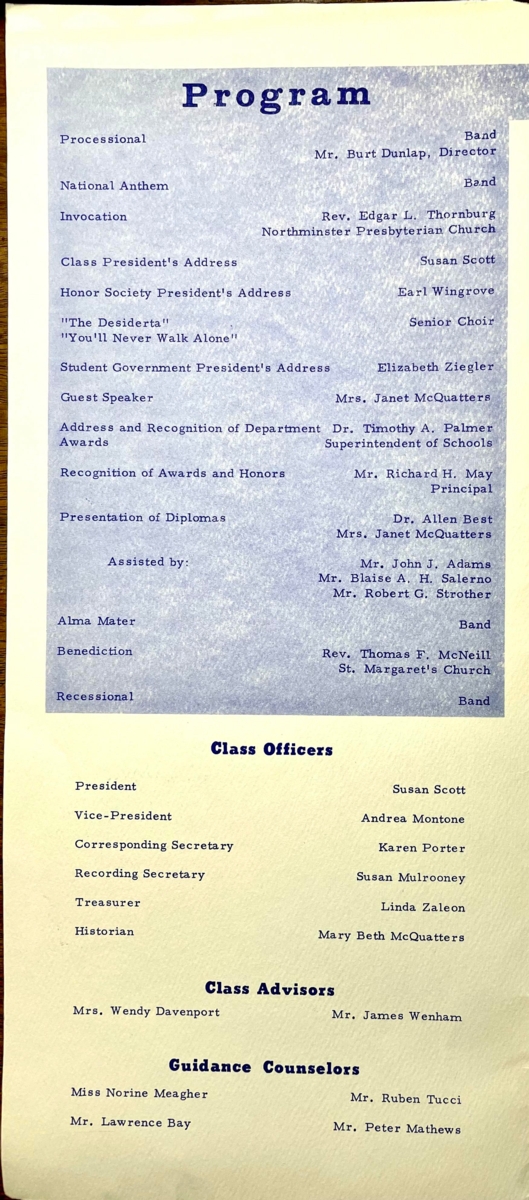 Program
Processional Band
Mr. Burt Dunlap, Director
National Anthem Band
Invocation Rev. Edgar L. Thornburg
Northminster Presbyterian Church
Class President's Address Susan Scott
Honor Society President's Address Earl Wingrove
"The Desiderta" Senior Choir
"You'll Never Walk Alone"
Student Government President's Address Elizabeth Ziegler
Guest Speaker Mrs. Janet McQuatters
Address and Recognition of Department Dr. Timothy A. Palmer
Awards Superintendent of Schools
Recognition of Awards and Honors Mr. Richard H. May
Principal
Presentation of Diplomas Dr. Allen Best
Mrs. Janet McQuatters
Assisted by: Mr. John J. Adams
Mr. Blaise A. H. Salerno
Mr. Robert G. Strother
Alma Mater Band
Benediction Rev. Thomas F. McNeill
St. Margaret's Church
Recessional Band
Class Officers
President Susan Scott
Vice-President Andrea Montone
Corresponding Secretary Karen Porter
Recording Secretary Susan Mulrooney
Treasurer Linda Zaleon
Historian Mary Beth McQuatters
Class Advisors
Mrs. Wendy Davenport Mr. James Wenham
Guidance Counselors
Miss Norine Meagher Mr. Ruben Tucci
Mr. Lawrence Bay Mr. Peter Mathews